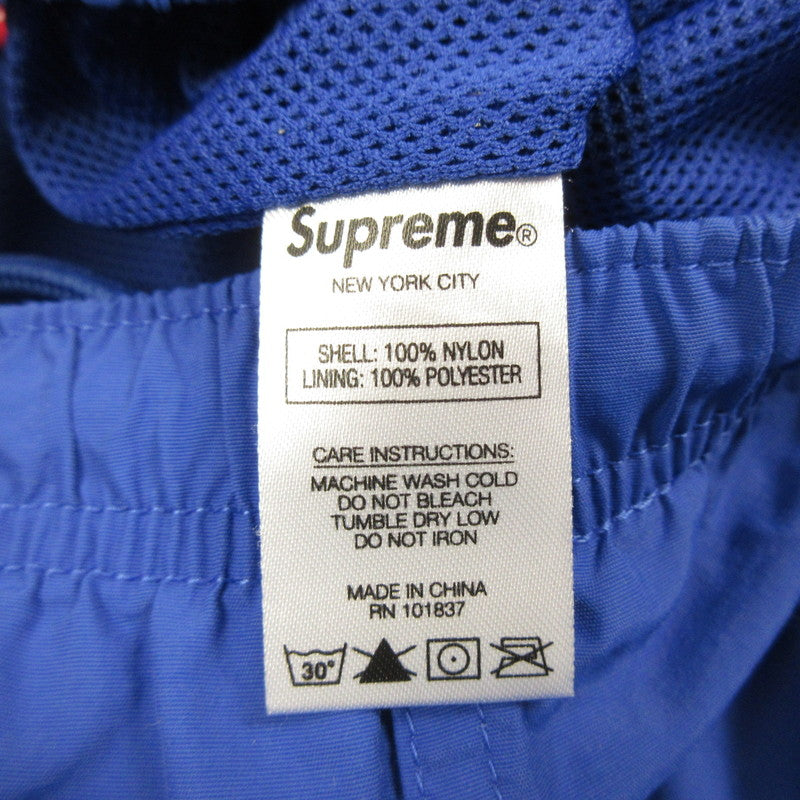 Supreme®
NEW YORK CITY
SHELL: 100% NYLON
LINING: 100% POLYESTER
CARE INSTRUCTIONS:
MACHINE WASH COLD
DO NOT BLEACH
TUMBLE DRY LOW
DO NOT IRON
MADE IN CHINA
RN 101837
30°